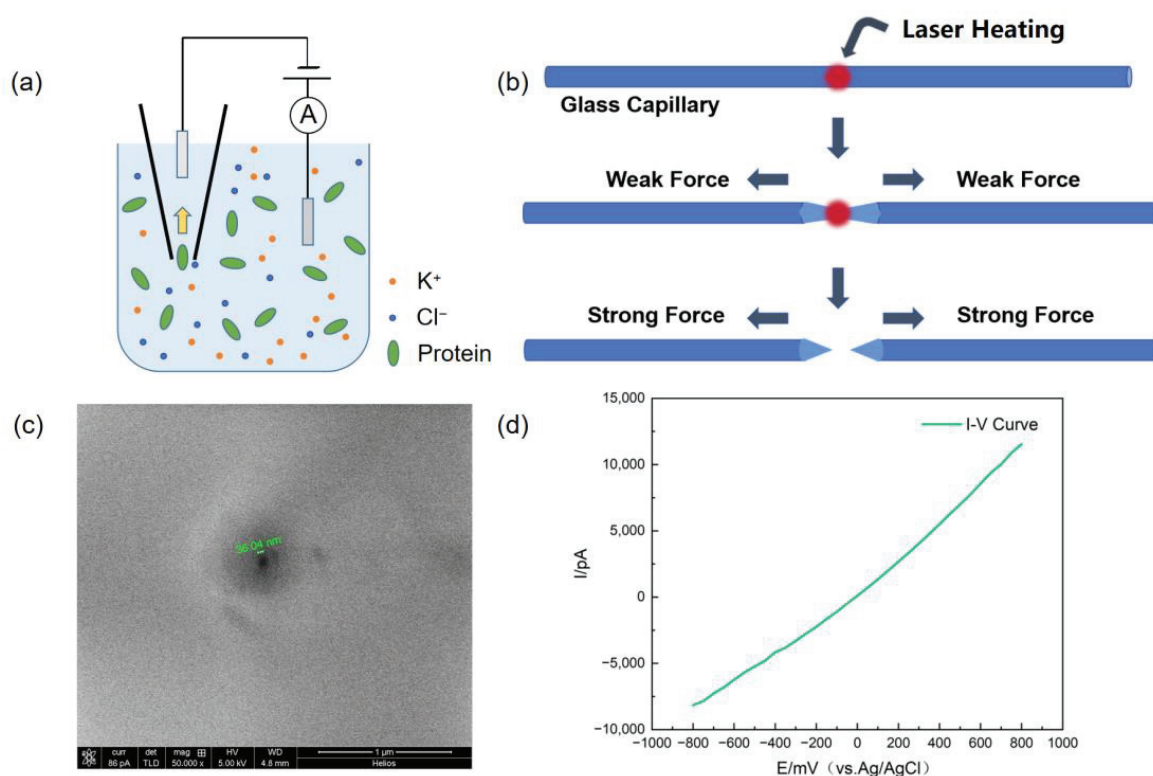 (a)
A
K⁺
Cl⁻
Protein
(b)
Laser Heating
Glass Capillary
Weak Force
Weak Force
Strong Force
Strong Force
(c)
36.04 nm
curr
det
mag
HV
WD
1 μm
86 pA
TLD
50.000 x
5.00 kV
4.8 mm
Helios
(d)
I-V Curve
15,000
10,000
5,000
0
−5,000
−10,000
I/pA
−1000
−800
−600
−400
−200
0
200
400
600
800
1000
E/mV（vs.Ag/AgCl）